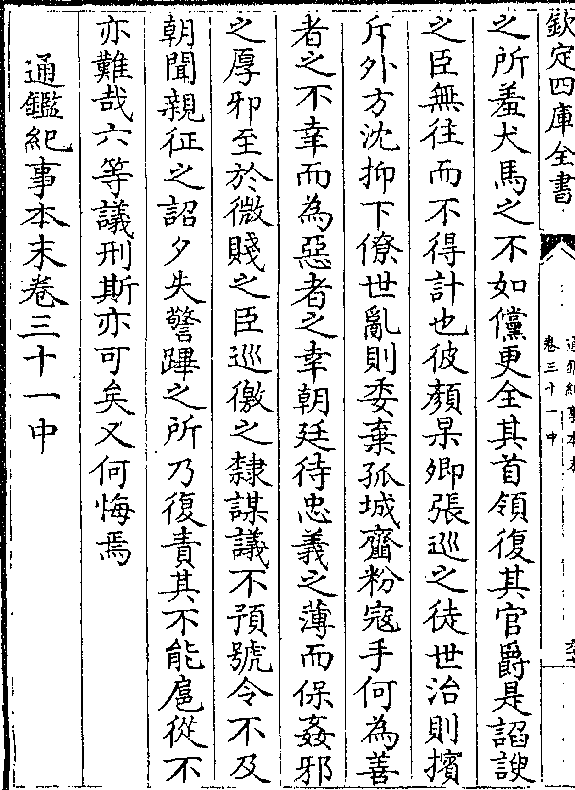 欽定四庫全書
通鑑紀事本末
卷三十一中
之所羞犬馬之不如儻更全其首領復其官爵是諂諛
之臣無往而不得計也彼顏杲卿張巡之徒世治則擯
斥外方沈抑下僚世亂則委棄孤城齏粉寇手何為善
者之不幸而為惡者之幸朝廷待忠義之薄而保姦邪
之厚邪至於微賤之臣巡徼之隸謀議不預號令不及
朝聞親征之詔夕失警蹕之所乃復責其不能扈從不
亦難哉六等議刑斯亦可矣又何悔焉
通鑑紀事本末卷三十一中